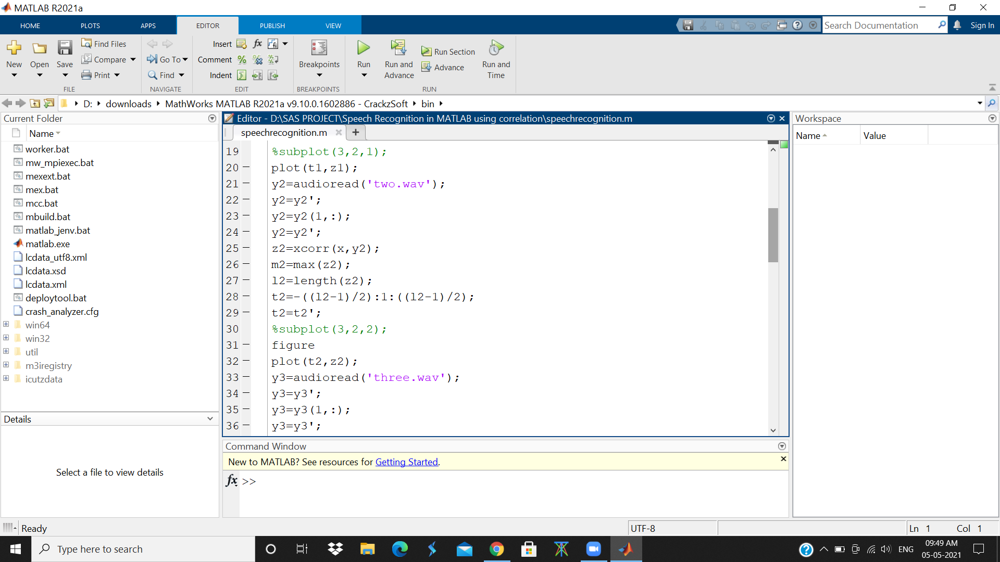 MATLAB R2021a
HOME PLOTS APPS EDITOR PUBLISH VIEW
Search Documentation
Sign In
New
Open
Save
Find Files
Compare
Print
FILE
Go To
Find
NAVIGATE
Insert
Comment
Indent
EDIT
Breakpoints
BREAKPOINTS
Run
Run and
Advance
Run Section
Advance
Run and
Time
RUN
D: downloads MathWorks MATLAB R2021a v9.10.0.1602886 - CrackzSoft bin
Current Folder
Name
worker.bat
mw_mpiexec.bat
mexext.bat
mex.bat
mcc.bat
mbuild.bat
matlab_jenv.bat
matlab.exe
lcdata_utf8.xml
lcdata.xsd
lcdata.xml
deploytool.bat
crash_analyzer.cfg
win64
win32
util
m3iregistry
icutzdata
Details
Select a file to view details
Editor - D:\SAS PROJECT\Speech Recognition in MATLAB using correlation\speechrecognition.m
speechrecognition.m
19 %subplot(3,2,1);
20 plot(t1,z1);
21 y2=audioread('two.wav');
22 y2=y2';
23 y2=y2(1,:);
24 y2=y2';
25 z2=xcorr(x,y2);
26 m2=max(z2);
27 l2=length(z2);
28 t2=-((l2-1)/2):1:((l2-1)/2);
29 t2=t2';
30 %subplot(3,2,2);
31 figure
32 plot(t2,z2);
33 y3=audioread('three.wav');
34 y3=y3';
35 y3=y3(1,:);
36 y3=y3';
Command Window
New to MATLAB? See resources for Getting Started.
fx >>
Workspace
Name Value
Ready
UTF-8
Ln 1 Col 1
Type here to search
ENG
09:49 AM
05-05-2021